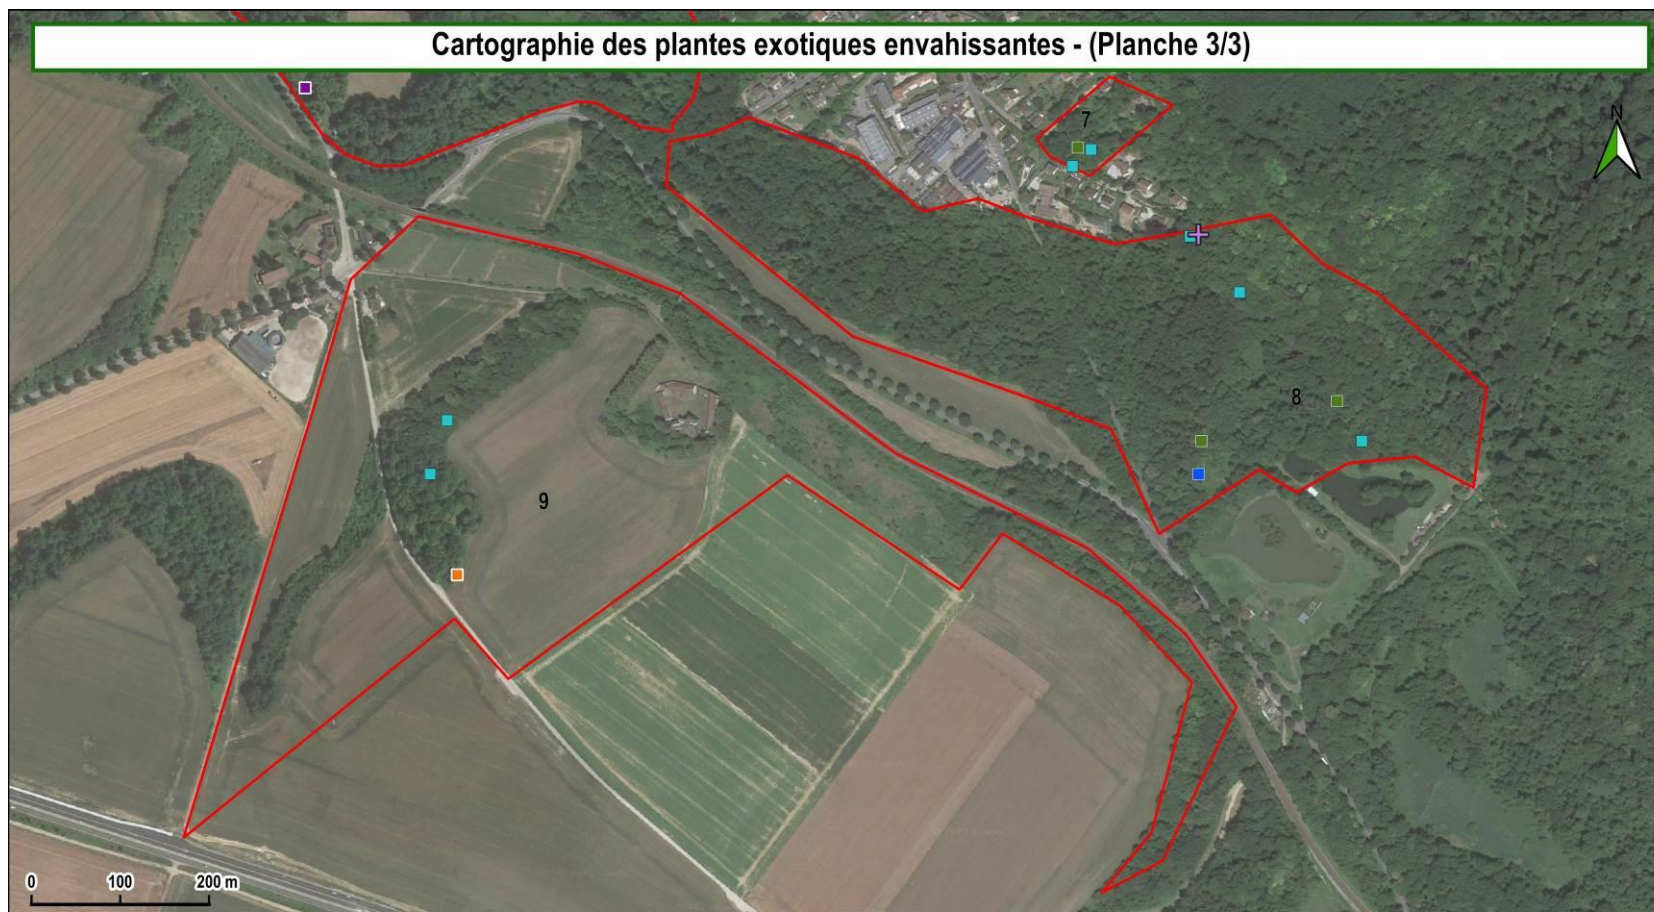 Cartographie des plantes exotiques envahissantes - (Planche 3/3)
N
7
8
9
0 100 200 m